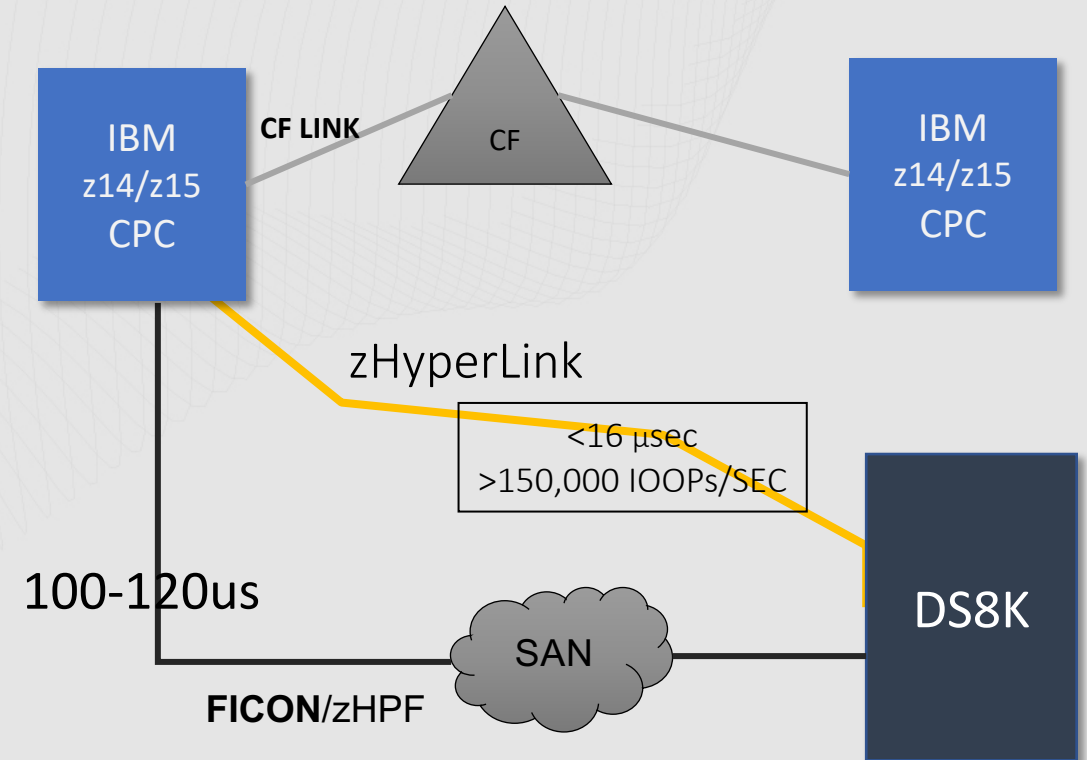 IBM
z14/z15
CPC
CF LINK
CF
IBM
z14/z15
CPC
zHyperLink
<16 μsec
>150,000 IOOPs/SEC
100-120us
SAN
DS8K
FICON/zHPF